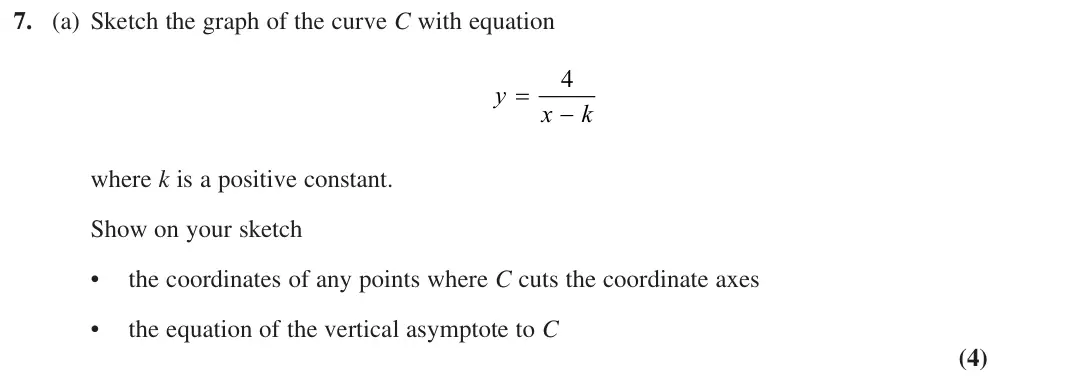 7. (a) Sketch the graph of the curve C with equation
y = 4 / (x – k)
where k is a positive constant.
Show on your sketch
• the coordinates of any points where C cuts the coordinate axes
• the equation of the vertical asymptote to C
(4)